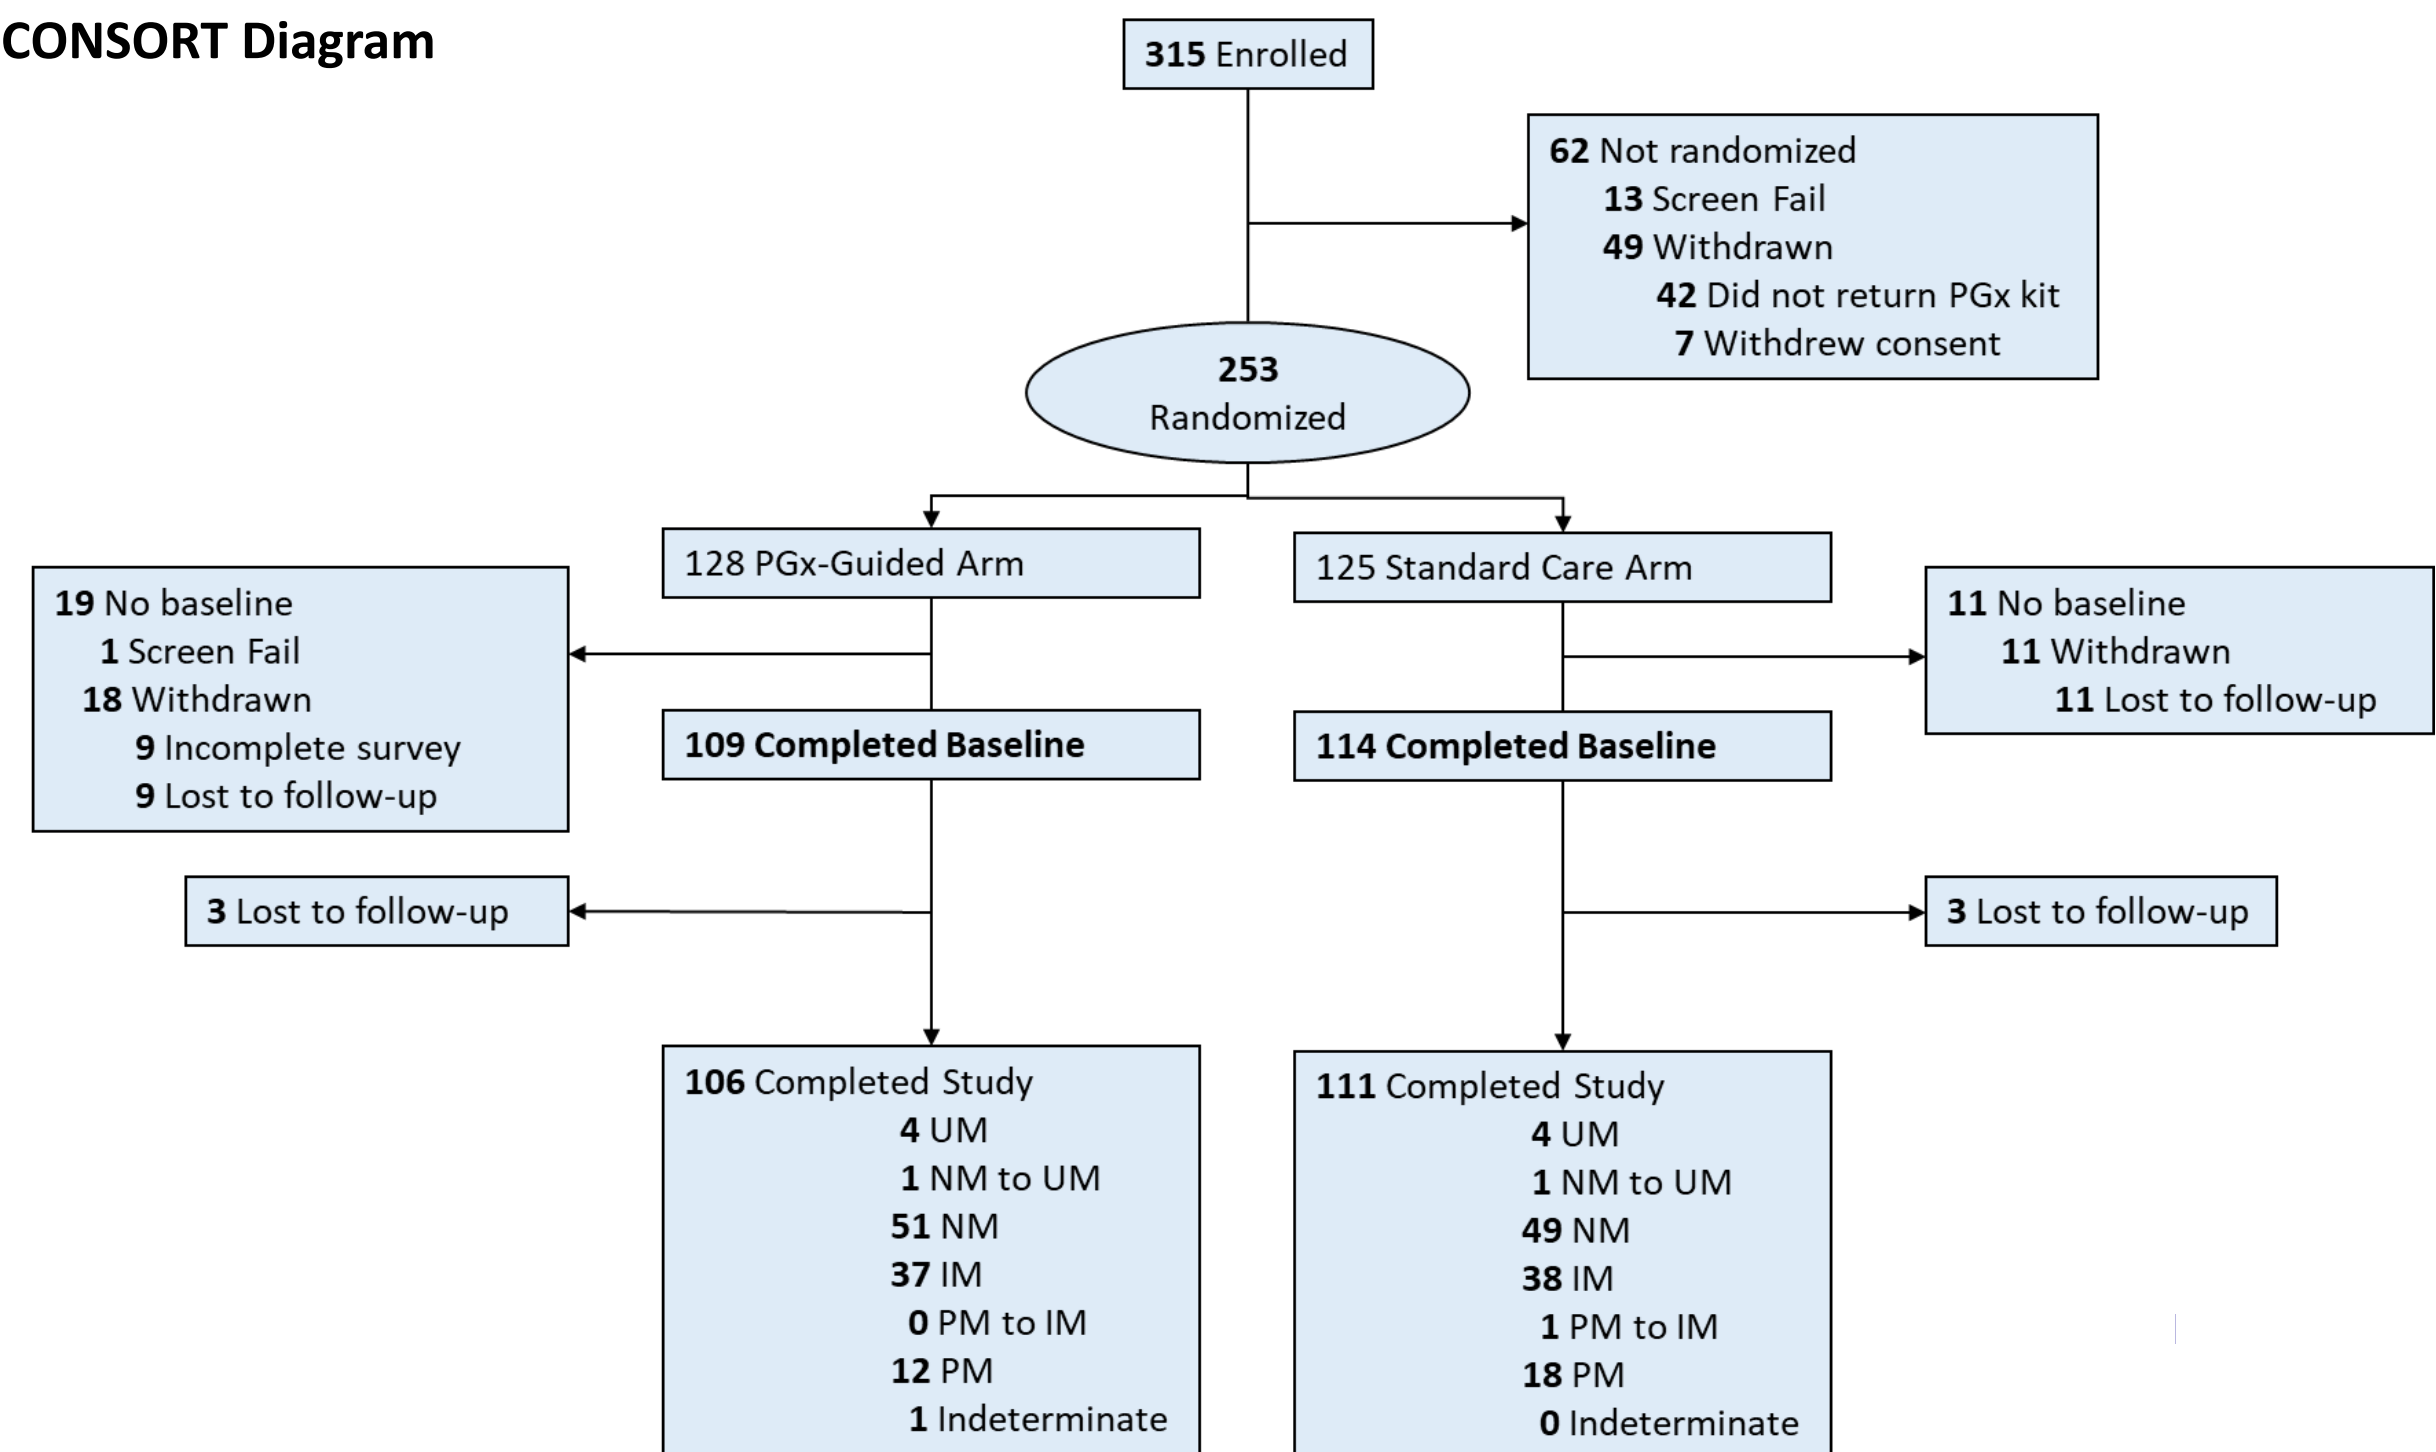 CONSORT Diagram
315 Enrolled
62 Not randomized
13 Screen Fail
49 Withdrawn
42 Did not return PGx kit
7 Withdrew consent
253
Randomized
128 PGx-Guided Arm
125 Standard Care Arm
19 No baseline
1 Screen Fail
18 Withdrawn
9 Incomplete survey
9 Lost to follow-up
11 No baseline
11 Withdrawn
11 Lost to follow-up
109 Completed Baseline
114 Completed Baseline
3 Lost to follow-up
3 Lost to follow-up
106 Completed Study
4 UM
1 NM to UM
51 NM
37 IM
0 PM to IM
12 PM
1 Indeterminate
111 Completed Study
4 UM
1 NM to UM
49 NM
38 IM
1 PM to IM
18 PM
0 Indeterminate